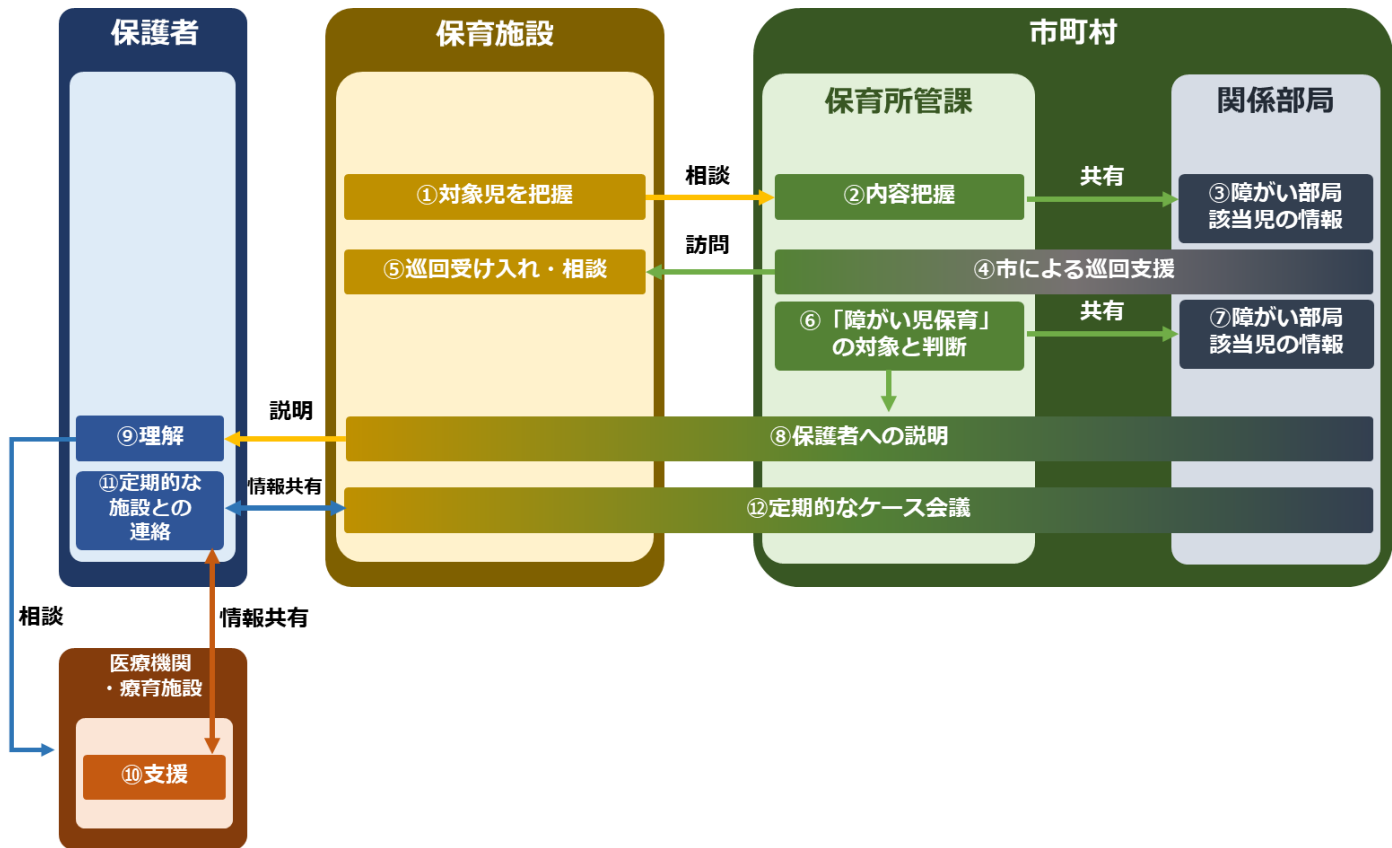 保護者
保育施設
市町村
保育所管課
関係部局
①対象児を把握
相談
②内容把握
共有
③障がい部局
該当児の情報
⑤巡回受け入れ・相談
訪問
④市による巡回支援
⑥「障がい児保育」
の対象と判断
共有
⑦障がい部局
該当児の情報
⑨理解
説明
⑧保護者への説明
⑪定期的な
施設との
連絡
情報共有
⑫定期的なケース会議
相談
情報共有
医療機関
・療育施設
⑩支援